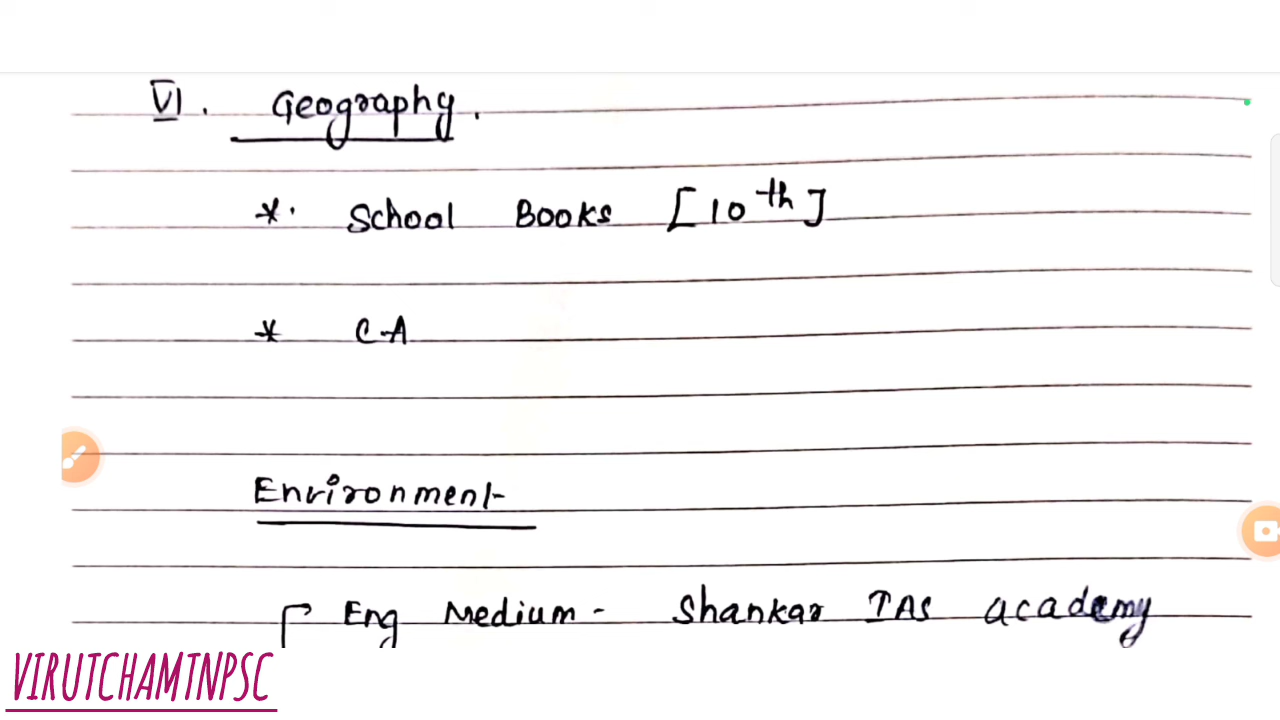 VI. Geography.
*. School Books [10th]
* C.A
Environment
Eng Medium - Shankar IAS academy
VIRUTCHAMTNPSC